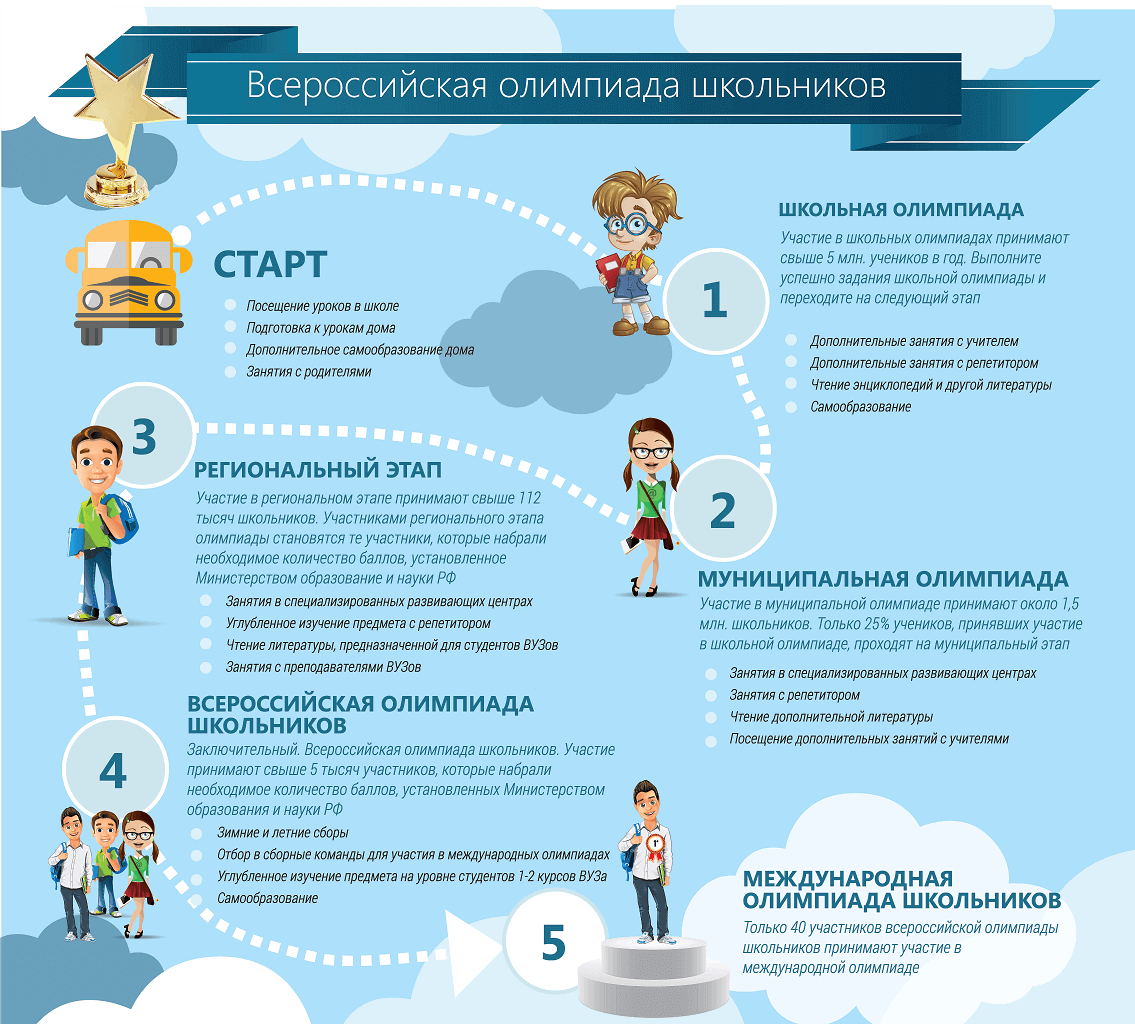 Всероссийская олимпиада школьников
СТАРТ
Посещение уроков в школе
Подготовка к урокам дома
Дополнительное самообразование дома
Занятия с родителями
1
ШКОЛЬНАЯ ОЛИМПИАДА
Участие в школьных олимпиадах принимают
свыше 5 млн. учеников в год. Выполните
успешно задания школьной олимпиады и
переходите на следующий этап
Дополнительные занятия с учителем
Дополнительные занятия с репетитором
Чтение энциклопедий и другой литературы
Самообразование
2
МУНИЦИПАЛЬНАЯ ОЛИМПИАДА
Участие в муниципальной олимпиаде принимают около 1,5
млн. школьников. Только 25% учеников, принявших участие
в школьной олимпиаде, проходят на муниципальный этап
Занятия в специализированных развивающих центрах
Занятия с репетитором
Чтение дополнительной литературы
Посещение дополнительных занятий с учителями
3
РЕГИОНАЛЬНЫЙ ЭТАП
Участие в региональном этапе принимают свыше 112
тысяч школьников. Участниками регионального этапа
олимпиады становятся те участники, которые набрали
необходимое количество баллов, установленное
Министерством образование и науки РФ
Занятия в специализированных развивающих центрах
Углубленное изучение предмета с репетитором
Чтение литературы, предназначенной для студентов ВУЗов
Занятия с преподавателями ВУЗов
4
ВСЕРОССИЙСКАЯ ОЛИМПИАДА
ШКОЛЬНИКОВ
Заключительный. Всероссийская олимпиада школьников. Участие
принимают свыше 5 тысяч участников, которые набрали
необходимое количество баллов, установленных Министерством
образования и науки РФ
Зимние и летние сборы
Отбор в сборные команды для участия в международных олимпиадах
Углубленное изучение предмета на уровне студентов 1-2 курсов ВУЗа
Самообразование
5
МЕЖДУНАРОДНАЯ
ОЛИМПИАДА ШКОЛЬНИКОВ
Только 40 участников всероссийской олимпиады
школьников принимают участие в
международной олимпиаде